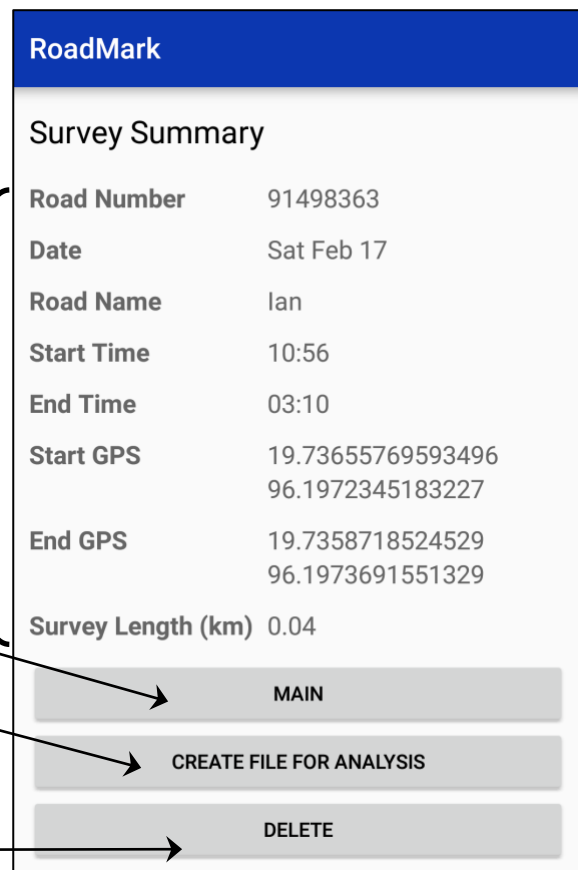 RoadMark
Survey Summary
Road Number 91498363
Date Sat Feb 17
Road Name Ian
Start Time 10:56
End Time 03:10
Start GPS 19.73655769593496
96.1972345183227
End GPS 19.7358718524529
96.1973691551329
Survey Length (km) 0.04
MAIN
CREATE FILE FOR ANALYSIS
DELETE